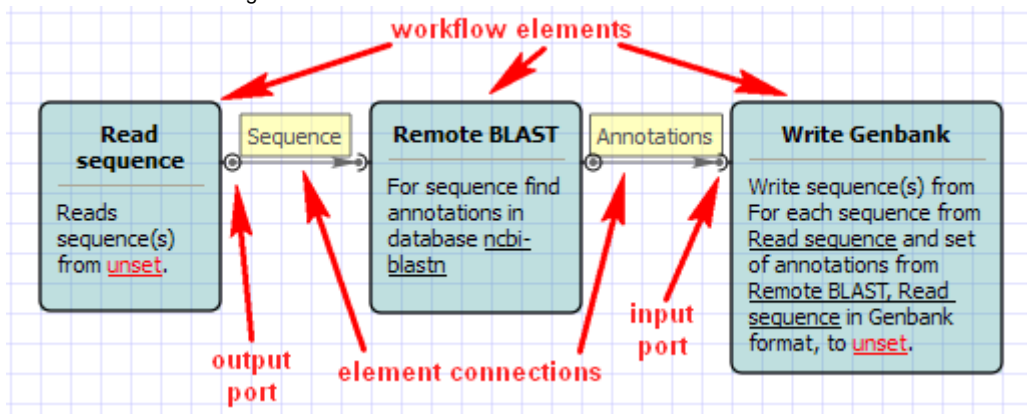 workflow elements
Read
sequence
Reads
sequence(s)
from unset.
Sequence
Remote BLAST
For sequence find
annotations in
database ncbi-
blastn
Annotations
Write Genbank
Write sequence(s) from
For each sequence from
Read sequence and set
of annotations from
Remote BLAST, Read
sequence in Genbank
format, to unset.
output
port
element connections
input
port